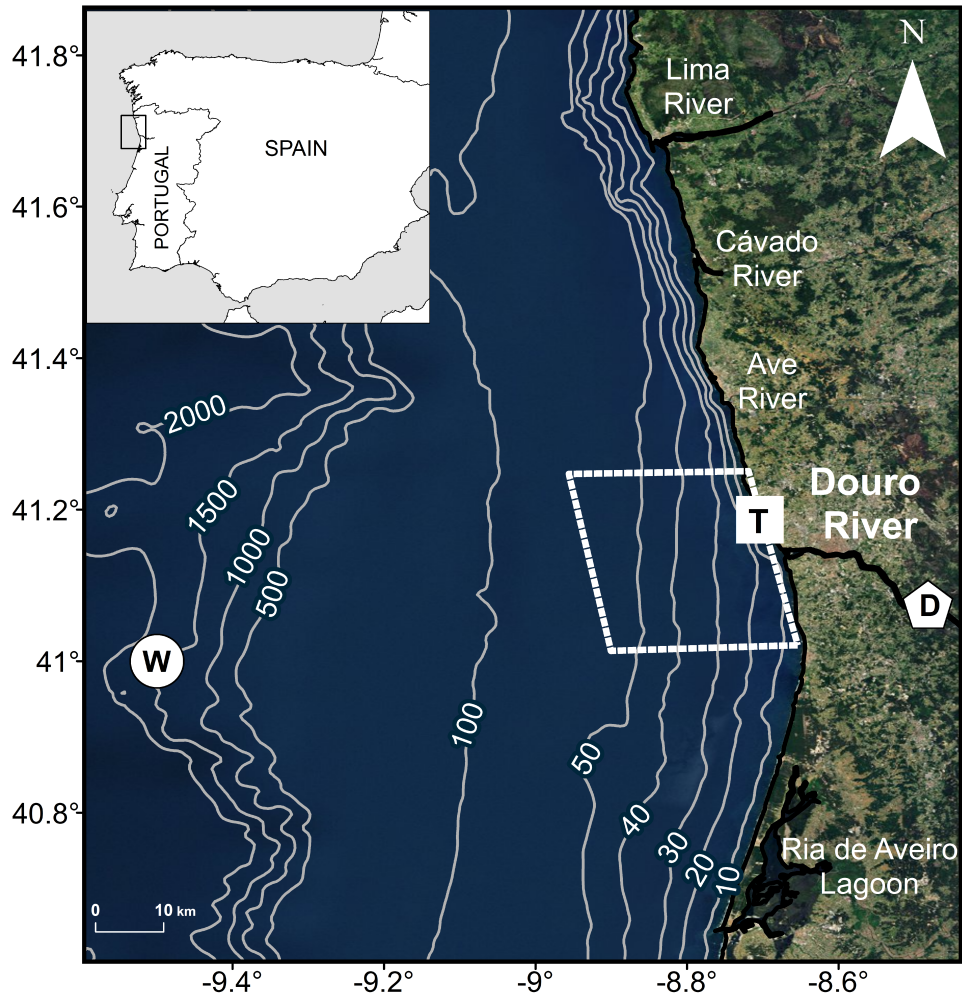 41.8°
41.6°
41.4°
41.2°
41°
40.8°
-9.4°
-9.2°
-9°
-8.8°
-8.6°
SPAIN
PORTUGAL
N
Lima
River
Cávado
River
Ave
River
Douro
River
T
D
W
2000
1500
1000
500
100
50
40
30
20
10
Ria de Aveiro
Lagoon
0 10 km